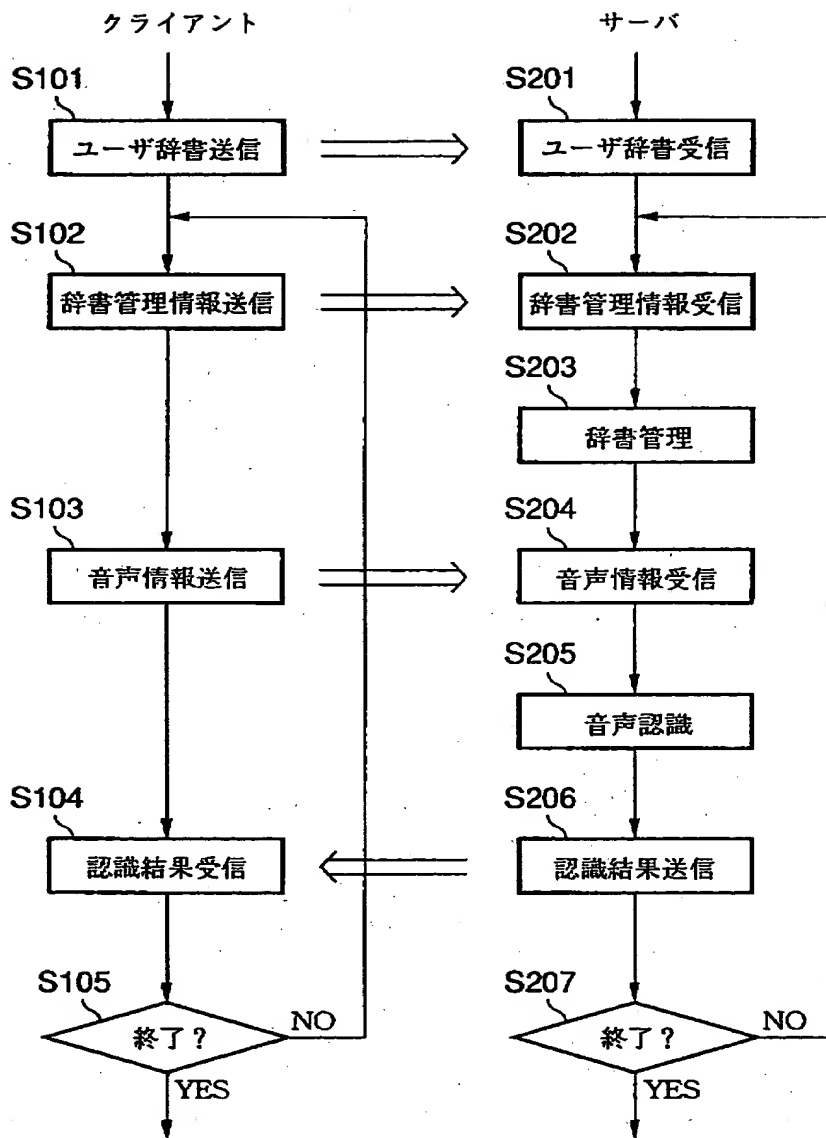 クライアント
サーバ
S101
ユーザ辞書送信
S201
ユーザ辞書受信
S102
辞書管理情報送信
S202
辞書管理情報受信
S203
辞書管理
S103
音声情報送信
S204
音声情報受信
S205
音声認識
S104
認識結果受信
S206
認識結果送信
S105
終了?
NO
YES
S207
終了?
NO
YES